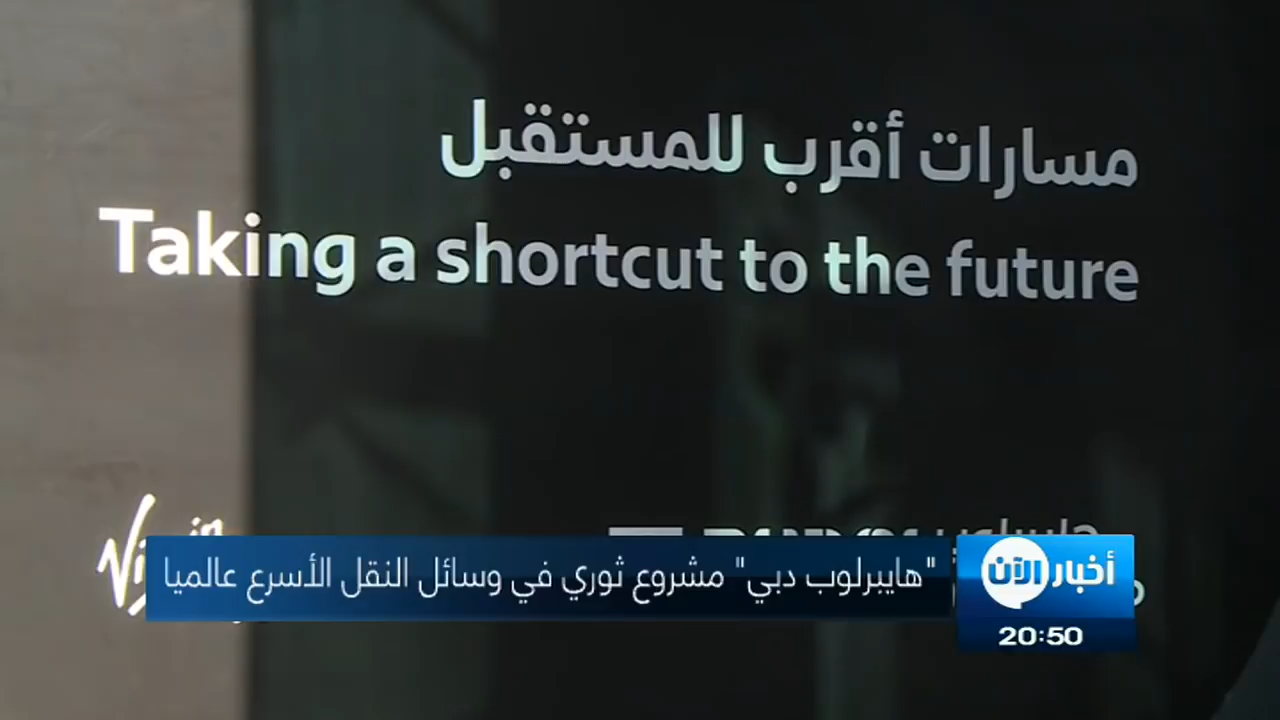 مسارات أقرب للمستقبل
Taking a shortcut to the future
"هايبرلوب دبي" مشروع ثوري في وسائل النقل الأسرع عالميا
أخبار الآن
20:50